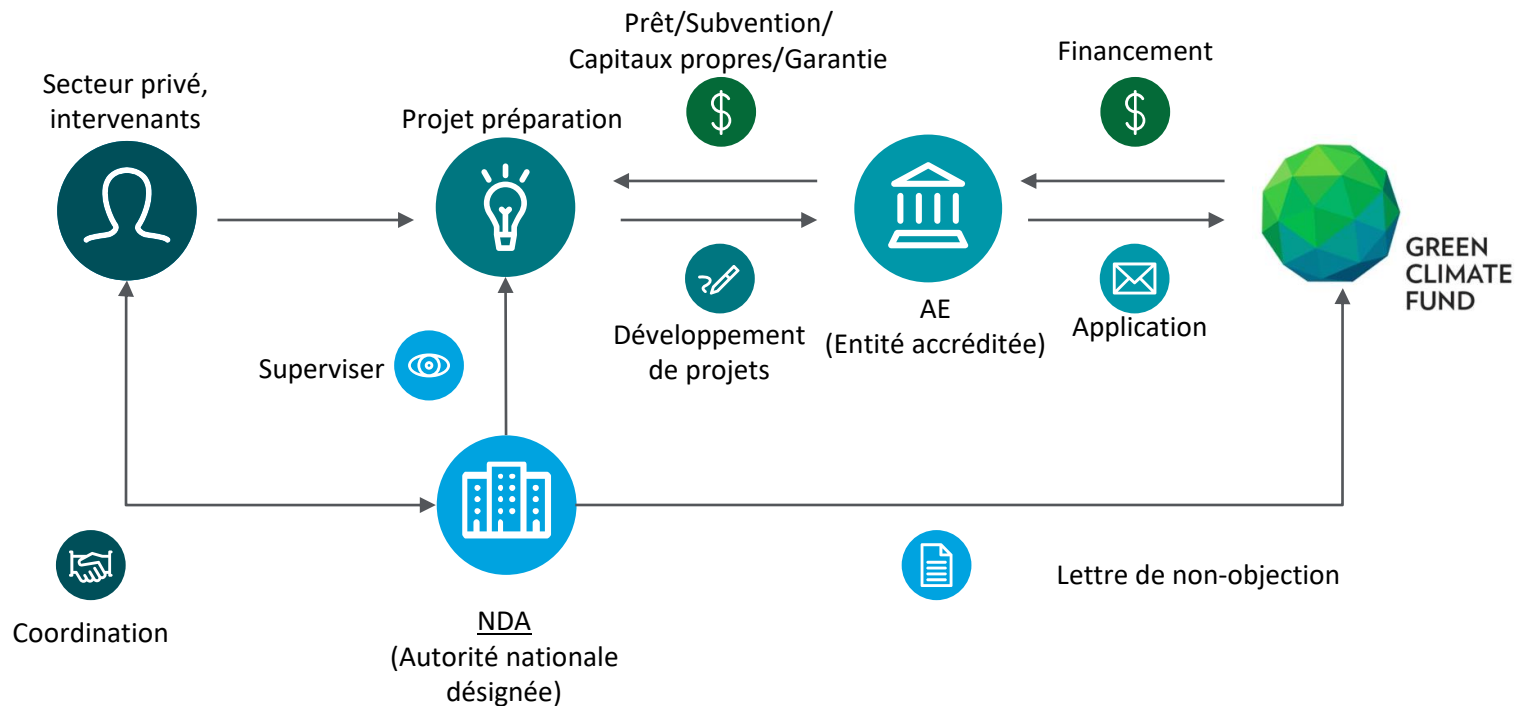 Prêt/Subvention/
Capitaux propres/Garantie
Financement
Secteur privé,
intervenants
Projet préparation
GREEN
CLIMATE
FUND
AE
(Entité accréditée)
Application
Développement
de projets
Superviser
Lettre de non-objection
Coordination
NDA
(Autorité nationale
désignée)